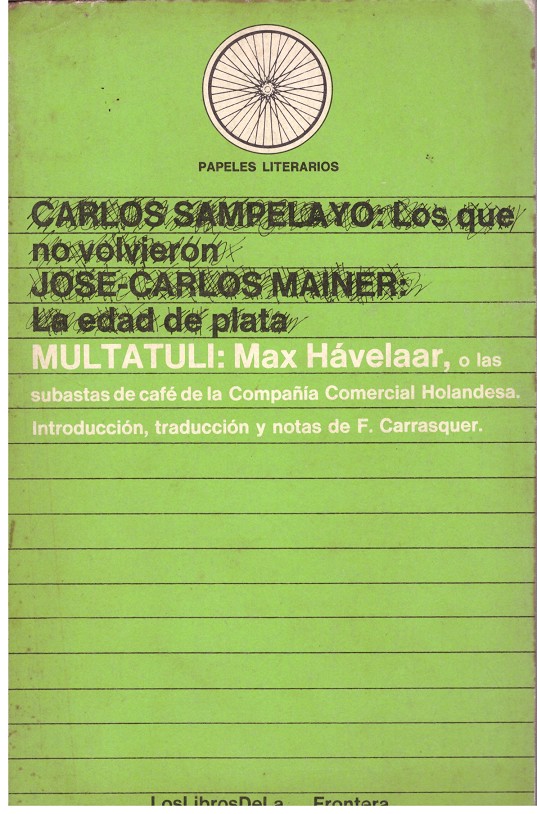 PAPELES LITERARIOS
CARLOS SAMPELAYO: Los que
no volvieron
JOSE-CARLOS MAINER:
La edad de plata
MULTATULI: Max Hávelaar, o las
subastas de café de la Compañía Comercial Holandesa.
Introducción, traducción y notas de F. Carrasquer.
LosLibrosDeLa Frontera